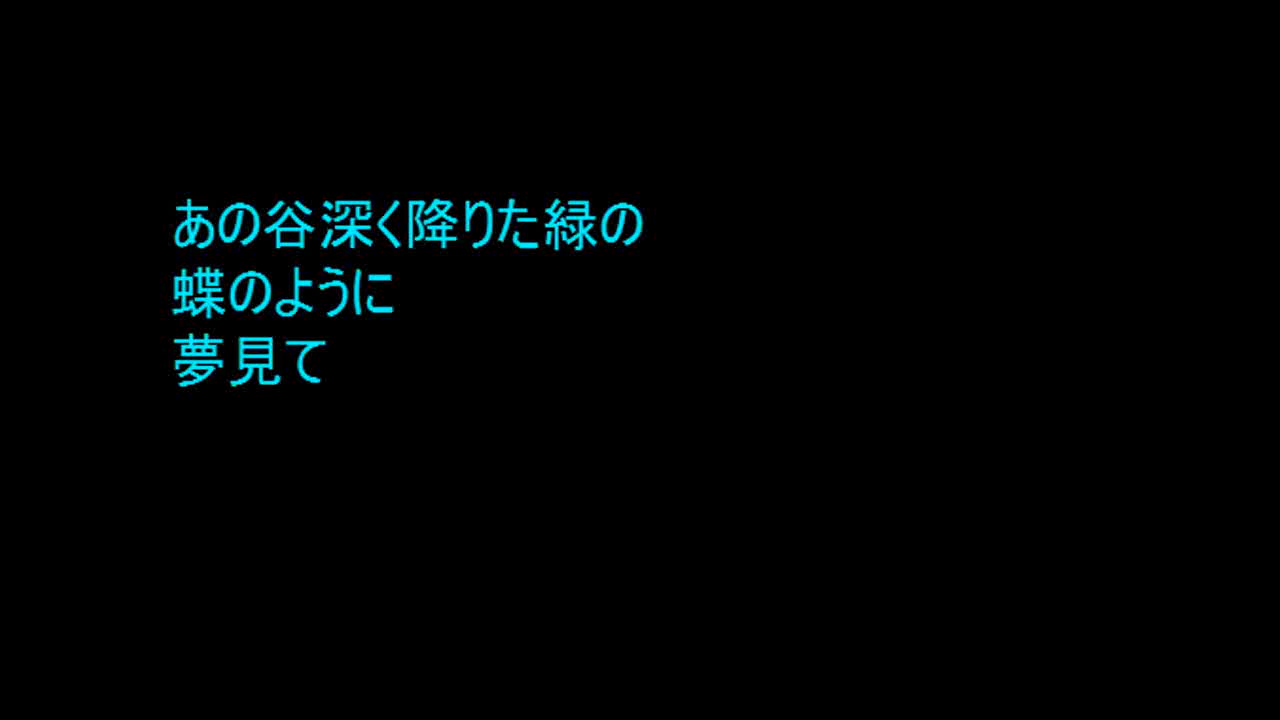 あの谷深く降りた緑の
蝶のように
夢見て